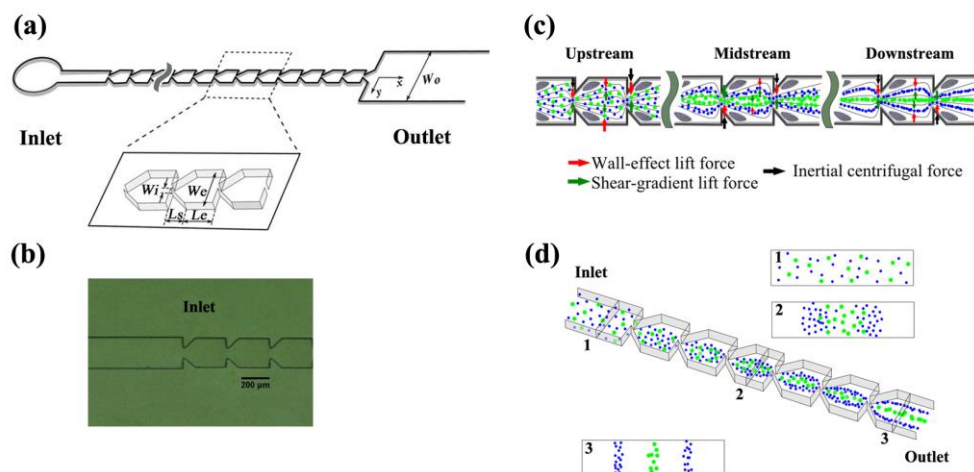 (a)
Wo
x
y
Inlet
Outlet
Wi
We
Ls
Le
(b)
Inlet
200 μm
(c)
Upstream
Midstream
Downstream
Wall-effect lift force
Shear-gradient lift force
Inertial centrifugal force
(d)
Inlet
1
2
3
Outlet
1
2
3